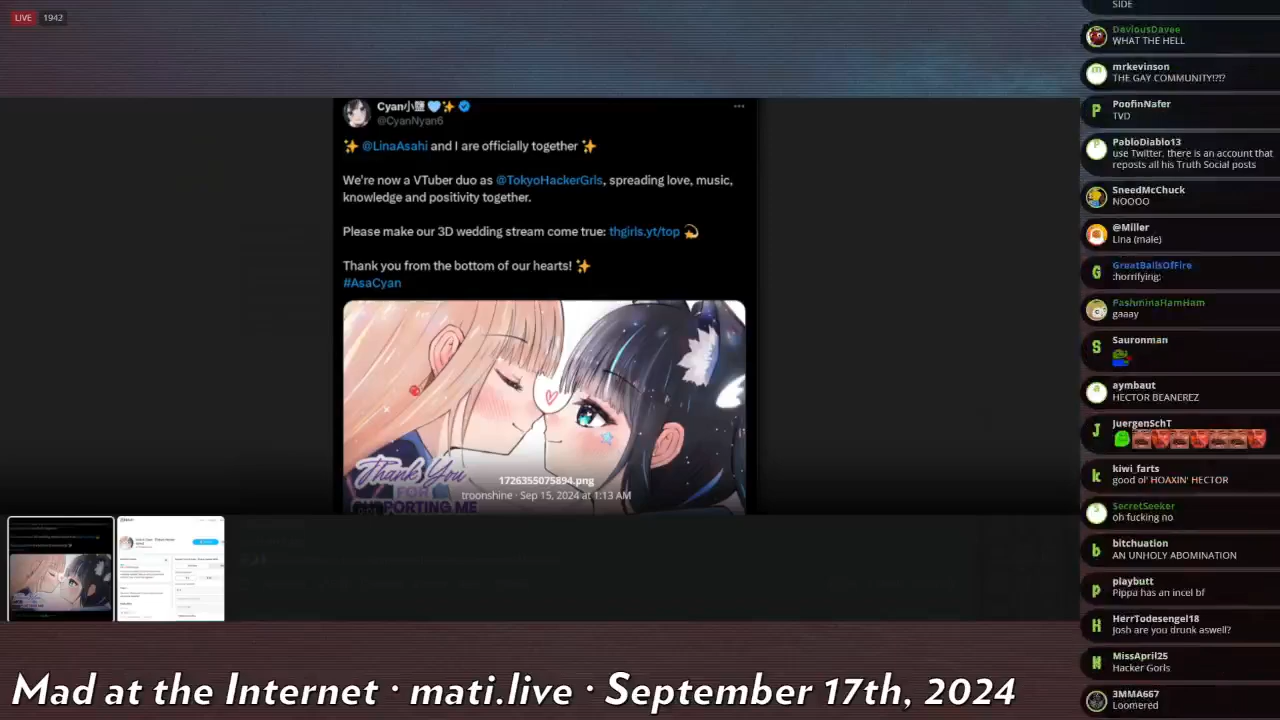 LIVE 1942
Cyan小鹽🩵✨
@CyanNyan6
✨ @LinaAsahi and I are officially together ✨
We're now a VTuber duo as @TokyoHackerGrls, spreading love, music,
knowledge and positivity together.
Please make our 3D wedding stream come true: thgirls.yt/top 💫
Thank you from the bottom of our hearts! ✨
#AsaCyan
Thank You
FOR
SUPPORTING ME
1726355075894.png
troonshine · Sep 15, 2024 at 1:13 AM
SIDE
DaviousDavee
WHAT THE HELL
mrkevinson
THE GAY COMMUNITY!?!?
PoofinNafer
TVD
PabloDiablo13
use Twitter, there is an account that
reposts all his Truth Social posts
SneedMcChuck
NOOOO
@Miller
Lina (male)
GreatBallsOfFire
:horrifying:
PashminaHamHam
gaaay
Sauronman
aymbaut
HECTOR BEANEREZ
JuergenSchT
kiwi_farts
good ol' HOAXIN' HECTOR
SecretSeeker
oh fucking no
bitchuation
AN UNHOLY ABOMINATION
playbutt
Pippa has an incel bf
HerrTodesengel18
Josh are you drunk aswell?
MissApril25
Hacker Gorls
3MMA667
Loomered
Mad at the Internet · mati.live · September 17th, 2024